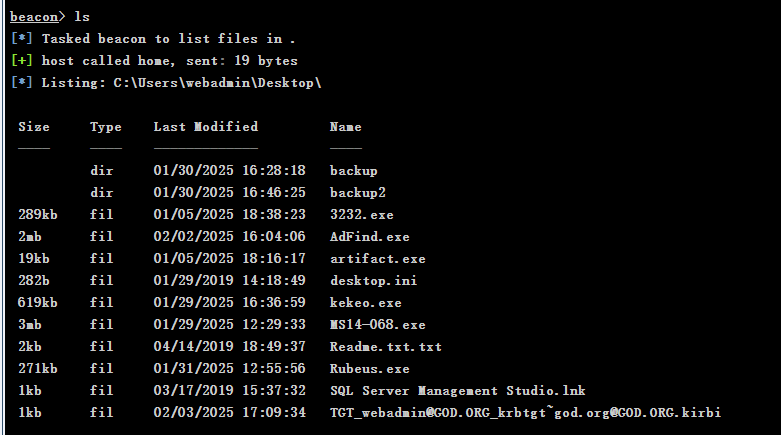 beacon> ls
[*] Tasked beacon to list files in .
[+] host called home, sent: 19 bytes
[*] Listing: C:\Users\webadmin\Desktop\
Size Type Last Modified Name
---- ---- ------------- ----
dir 01/30/2025 16:28:18 backup
dir 01/30/2025 16:46:25 backup2
289kb fil 01/05/2025 18:38:23 3232.exe
2mb fil 02/02/2025 16:04:06 AdFind.exe
19kb fil 01/05/2025 18:16:17 artifact.exe
282b fil 01/29/2019 14:18:49 desktop.ini
619kb fil 01/29/2025 16:36:59 kekeo.exe
3mb fil 01/29/2025 12:29:33 MS14-068.exe
2kb fil 04/14/2019 18:49:37 Readme.txt.txt
271kb fil 01/31/2025 12:55:56 Rubeus.exe
1kb fil 03/17/2019 15:37:32 SQL Server Management Studio.lnk
1kb fil 02/03/2025 17:09:34 TGT_webadmin@GOD.ORG_krbtgt~god.org@GOD.ORG.kirbi